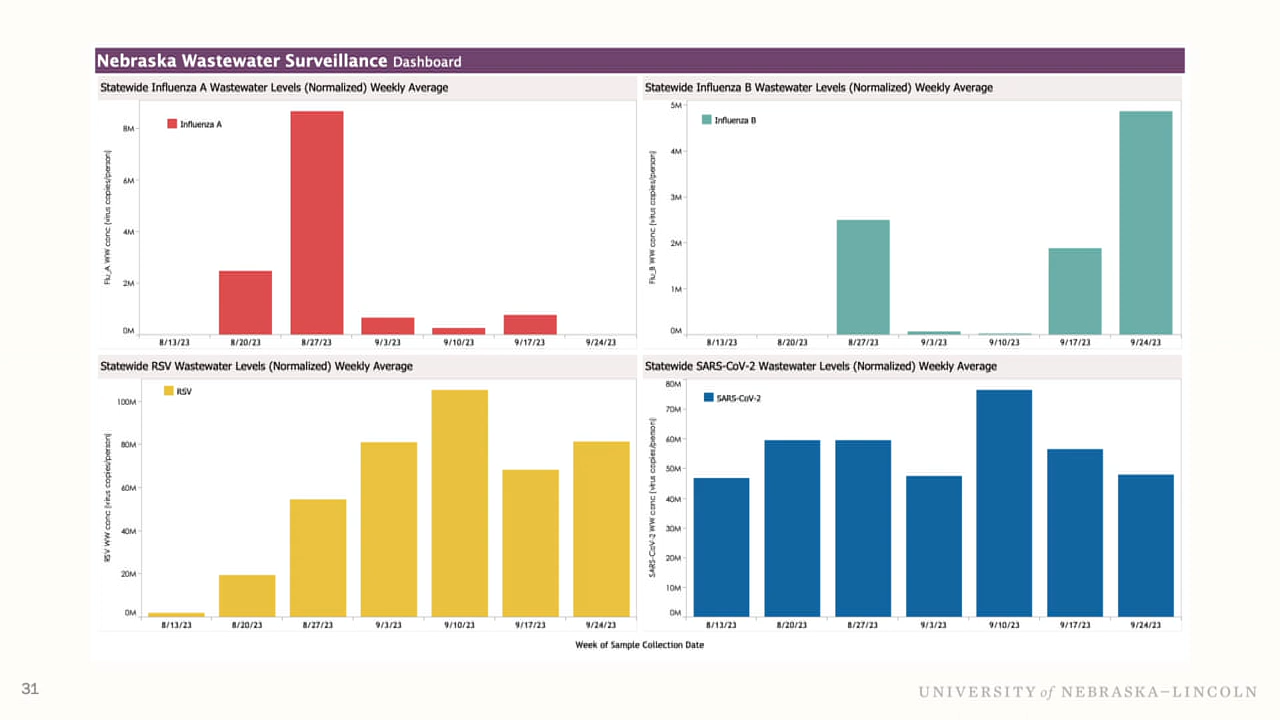 Nebraska Wastewater Surveillance Dashboard
Statewide Influenza A Wastewater Levels (Normalized) Weekly Average
Influenza A
Flu_A WW conc [virus copies/person]
8M
6M
4M
2M
0M
8/13/23 8/20/23 8/27/23 9/3/23 9/10/23 9/17/23 9/24/23
Statewide Influenza B Wastewater Levels (Normalized) Weekly Average
Influenza B
Flu_B WW conc [virus copies/person]
5M
4M
3M
2M
1M
0M
8/13/23 8/20/23 8/27/23 9/3/23 9/10/23 9/17/23 9/24/23
Statewide RSV Wastewater Levels (Normalized) Weekly Average
RSV
RSV WW conc [virus copies/person]
100M
80M
60M
40M
20M
0M
8/13/23 8/20/23 8/27/23 9/3/23 9/10/23 9/17/23 9/24/23
Statewide SARS-CoV-2 Wastewater Levels (Normalized) Weekly Average
SARS-CoV-2
SARS-CoV-2 WW conc [virus copies/person]
80M
70M
60M
50M
40M
30M
20M
10M
0M
8/13/23 8/20/23 8/27/23 9/3/23 9/10/23 9/17/23 9/24/23
Week of Sample Collection Date
31
UNIVERSITY of NEBRASKA–LINCOLN